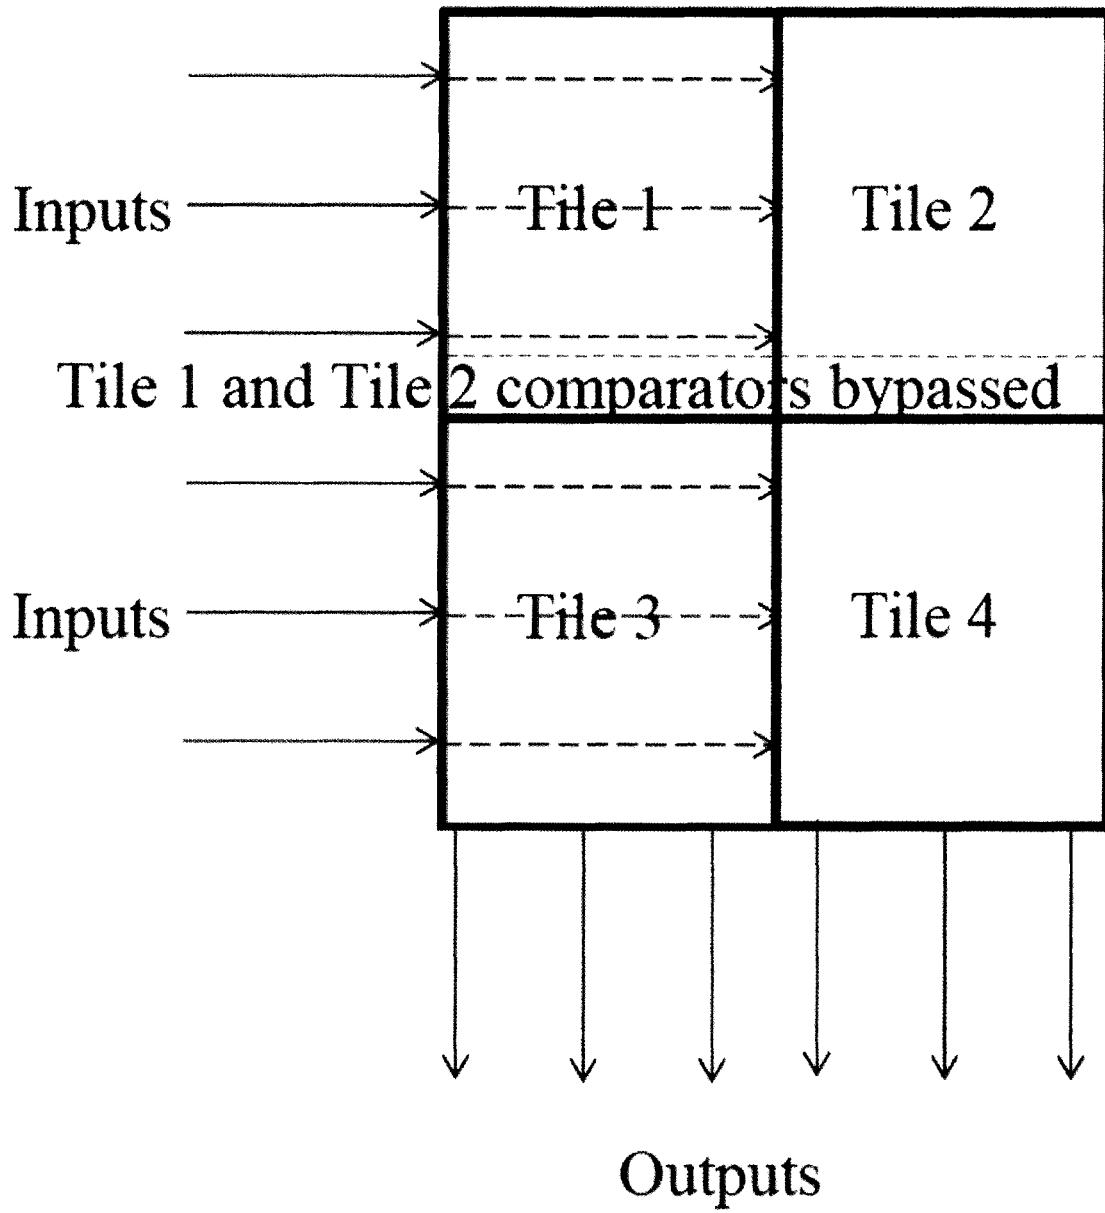 Inputs
Tile 1
Tile 2
Tile 1 and Tile 2 comparators bypassed
Inputs
Tile 3
Tile 4
Outputs